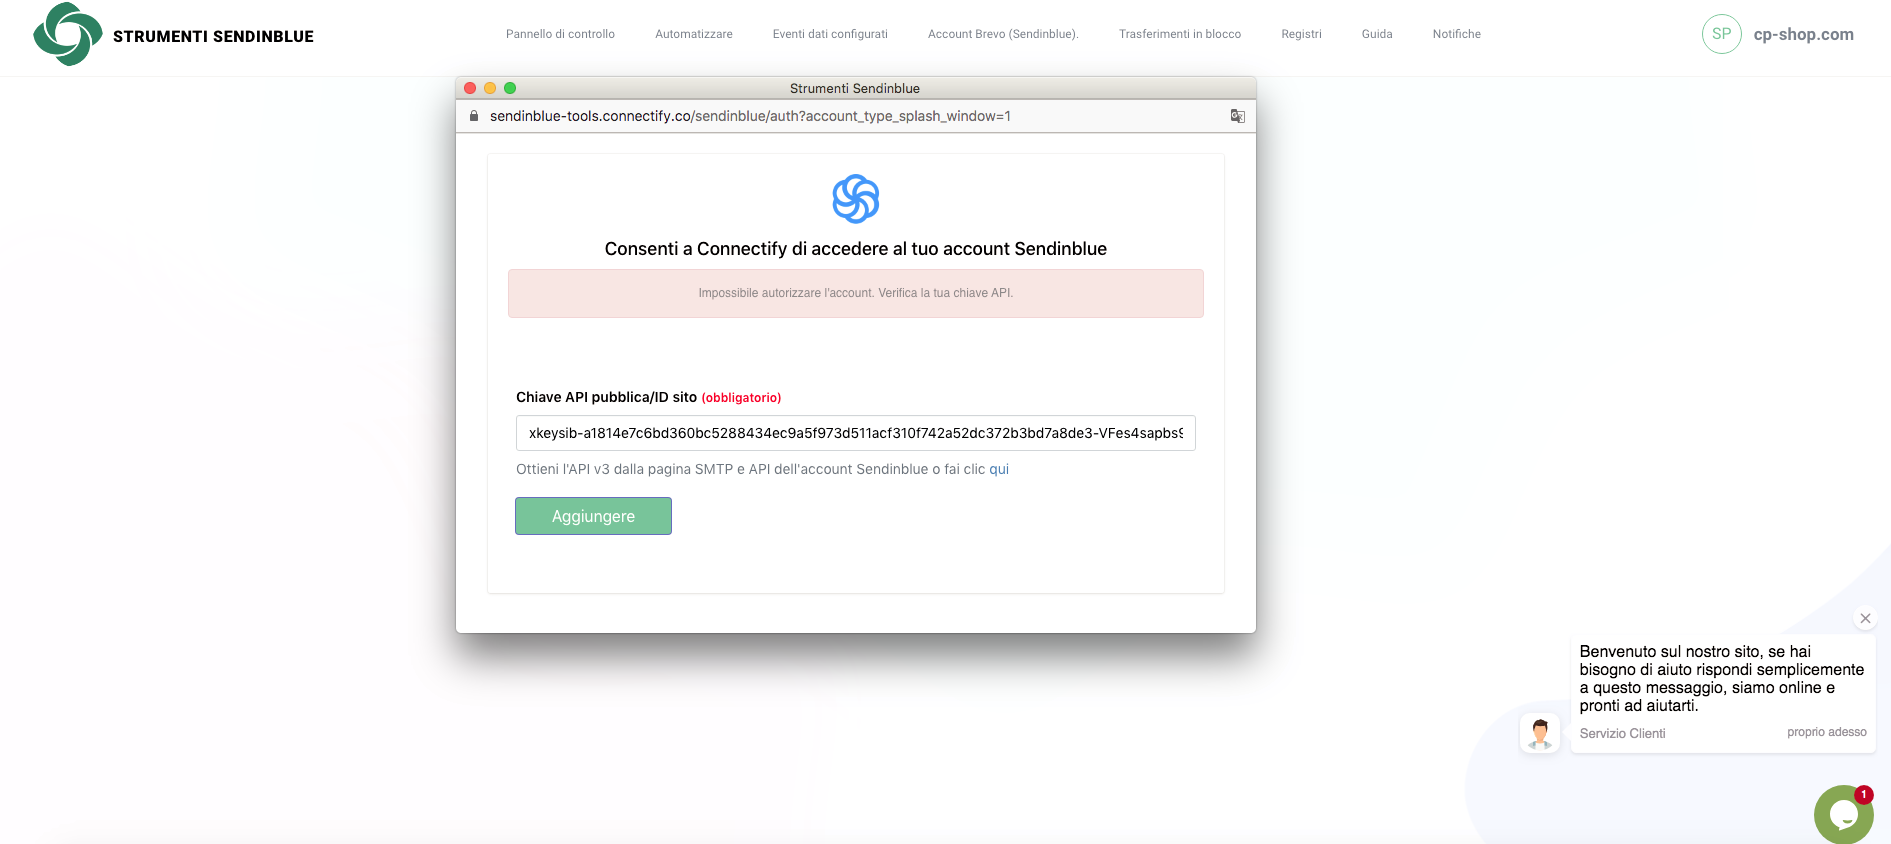 STRUMENTI SENDINBLUE
Pannello di controllo
Automatizzare
Eventi dati configurati
Account Brevo (Sendinblue).
Trasferimenti in blocco
Registri
Guida
Notifiche
SP
cp-shop.com
Strumenti Sendinblue
sendinblue-tools.connectify.co/sendinblue/auth?account_type_splash_window=1
Consenti a Connectify di accedere al tuo account Sendinblue
Impossibile autorizzare l'account. Verifica la tua chiave API.
Chiave API pubblica/ID sito (obbligatorio)
xkeysib-a1814e7c6bd360bc5288434ec9a5f973d511acf310f742a52dc372b3bd7a8de3-VFes4sapbs9
Ottieni l'API v3 dalla pagina SMTP e API dell'account Sendinblue o fai clic qui
Aggiungere
Benvenuto sul nostro sito, se hai
bisogno di aiuto rispondi semplicemente
a questo messaggio, siamo online e
pronti ad aiutarti.
Servizio Clienti
proprio adesso
1